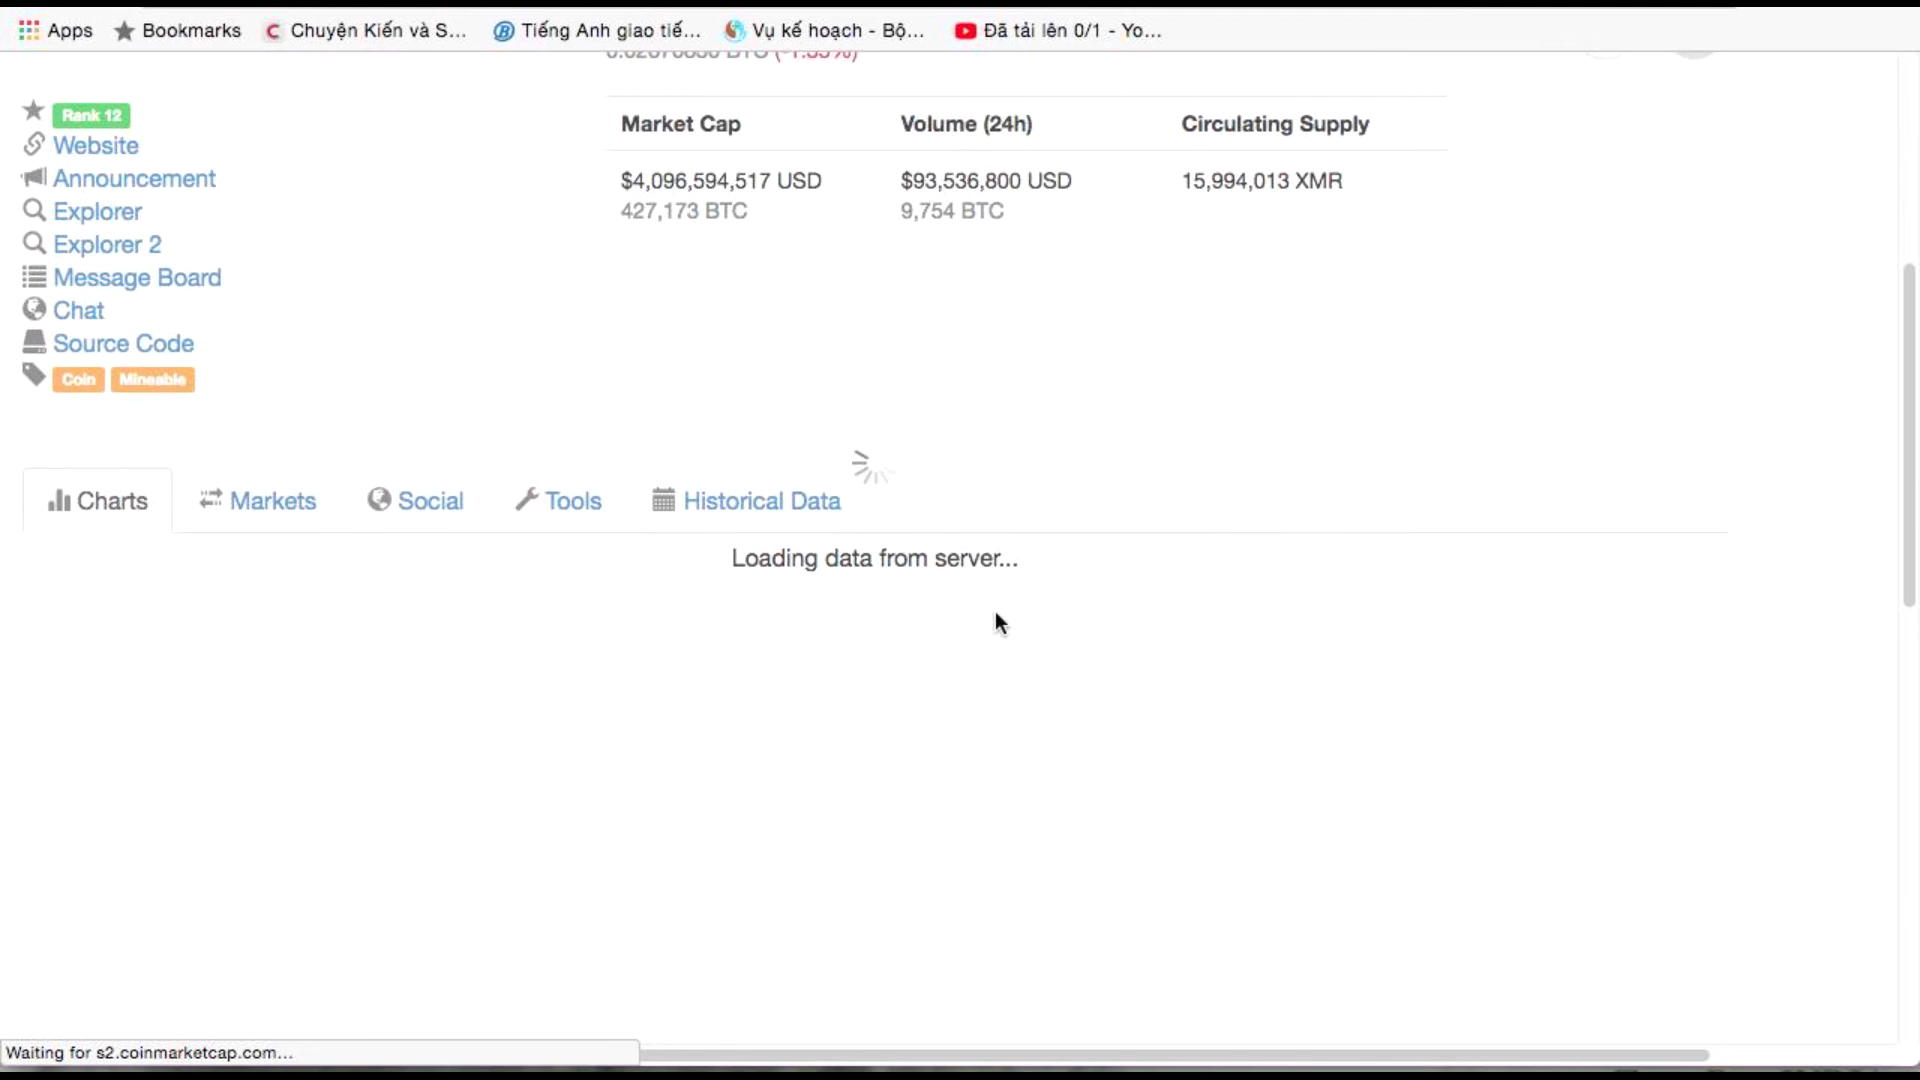 Apps Bookmarks Chuyện Kiến và S... Tiếng Anh giao tiế... Vụ kế hoạch - Bộ... Đã tải lên 0/1 - Yo...
Rank 12
Website
Announcement
Explorer
Explorer 2
Message Board
Chat
Source Code
Coin Mineable
Market Cap Volume (24h) Circulating Supply
$4,096,594,517 USD $93,536,800 USD 15,994,013 XMR
427,173 BTC 9,754 BTC
Charts Markets Social Tools Historical Data
Loading data from server...
Waiting for s2.coinmarketcap.com...